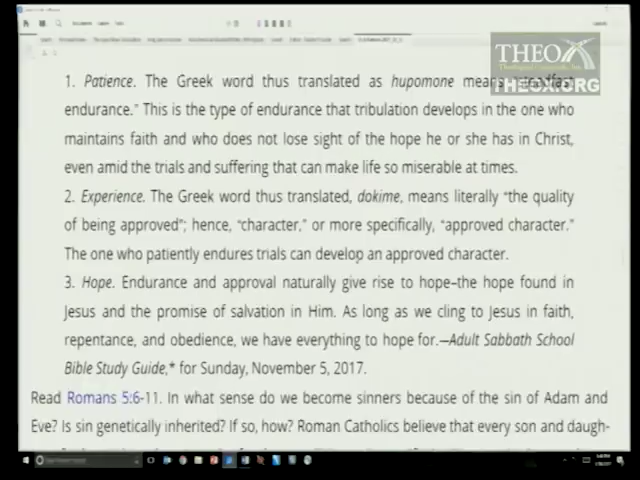 THEOX
THEOX.ORG
1. Patience. The Greek word thus translated as hupomone means "steadfast
endurance." This is the type of endurance that tribulation develops in the one who
maintains faith and who does not lose sight of the hope he or she has in Christ,
even amid the trials and suffering that can make life so miserable at times.
2. Experience. The Greek word thus translated, dokime, means literally "the quality
of being approved"; hence, "character," or more specifically, "approved character."
The one who patiently endures trials can develop an approved character.
3. Hope. Endurance and approval naturally give rise to hope–the hope found in
Jesus and the promise of salvation in Him. As long as we cling to Jesus in faith,
repentance, and obedience, we have everything to hope for.—Adult Sabbath School
Bible Study Guide,* for Sunday, November 5, 2017.
Read Romans 5:6-11. In what sense do we become sinners because of the sin of Adam and
Eve? Is sin genetically inherited? If so, how? Roman Catholics believe that every son and daugh-